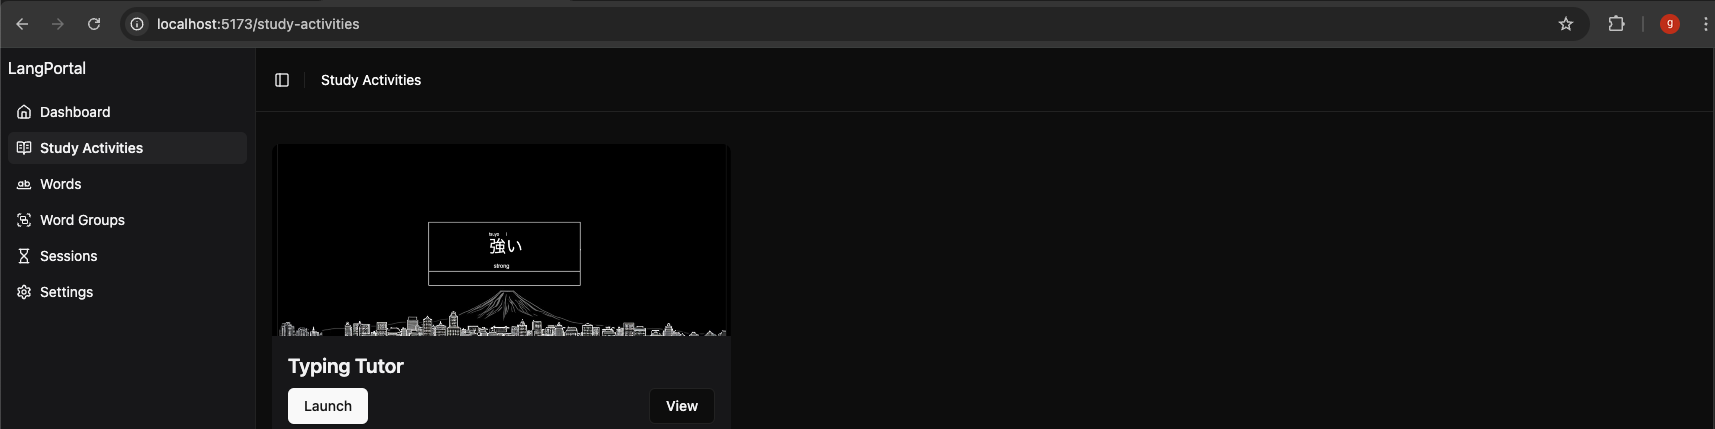 localhost:5173/study-activities
g
LangPortal
Dashboard
Study Activities
Words
Word Groups
Sessions
Settings
Study Activities
tsuyo i
強い
strong
Typing Tutor
Launch
View